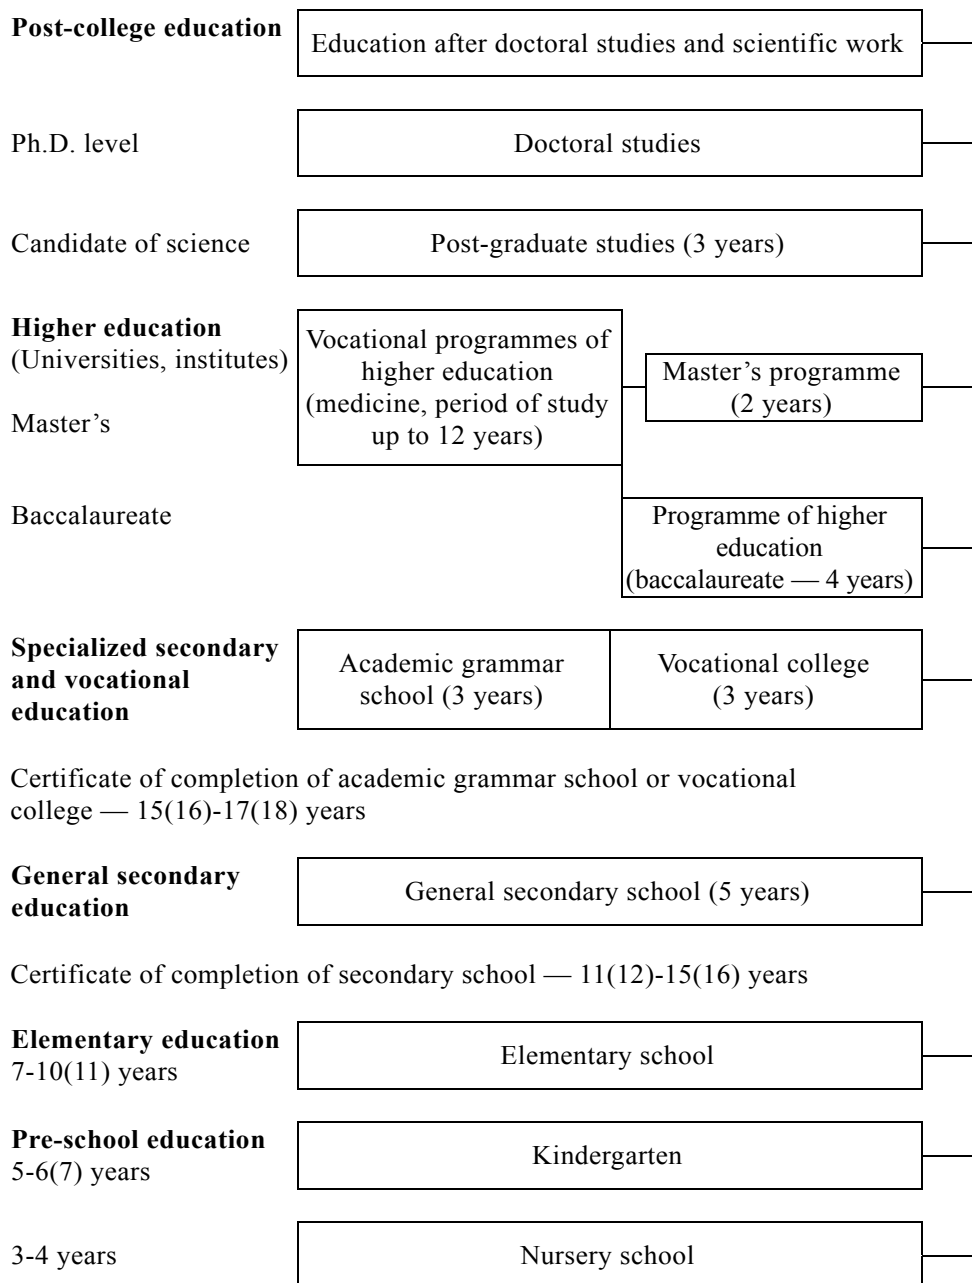 Post-college education
Education after doctoral studies and scientific work
Ph.D. level
Doctoral studies
Candidate of science
Post-graduate studies (3 years)
Higher education
(Universities, institutes)
Master’s
Vocational programmes of
higher education
(medicine, period of study
up to 12 years)
Master’s programme
(2 years)
Baccalaureate
Programme of higher
education
(baccalaureate — 4 years)
Specialized secondary
and vocational
education
Academic grammar
school (3 years)
Vocational college
(3 years)
Certificate of completion of academic grammar school or vocational
college — 15(16)-17(18) years
General secondary
education
General secondary school (5 years)
Certificate of completion of secondary school — 11(12)-15(16) years
Elementary education
7-10(11) years
Elementary school
Pre-school education
5-6(7) years
Kindergarten
3-4 years
Nursery school